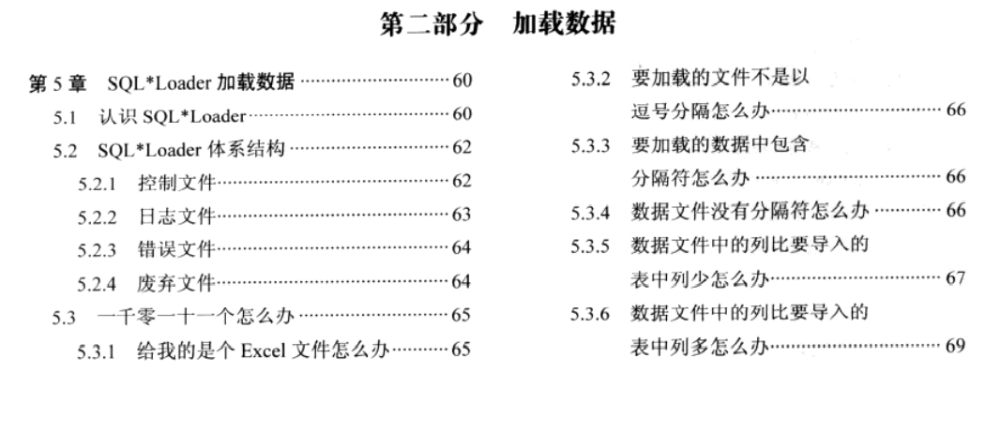 第二部分 加载数据
第 5 章 SQL*Loader 加载数据 ································ 60
5.1 认识 SQL*Loader ········································ 60
5.2 SQL*Loader 体系结构 ································ 62
5.2.1 控制文件 ············································· 62
5.2.2 日志文件 ············································· 63
5.2.3 错误文件 ············································· 64
5.2.4 废弃文件 ············································· 64
5.3 一千零一十一个怎么办 ······························ 65
5.3.1 给我的是个 Excel 文件怎么办 ··········· 65
5.3.2 要加载的文件不是以
逗号分隔怎么办 ································· 66
5.3.3 要加载的数据中包含
分隔符怎么办 ···································· 66
5.3.4 数据文件没有分隔符怎么办 ············· 66
5.3.5 数据文件中的列比要导入的
表中列少怎么办 ································· 67
5.3.6 数据文件中的列比要导入的
表中列多怎么办 ································· 69